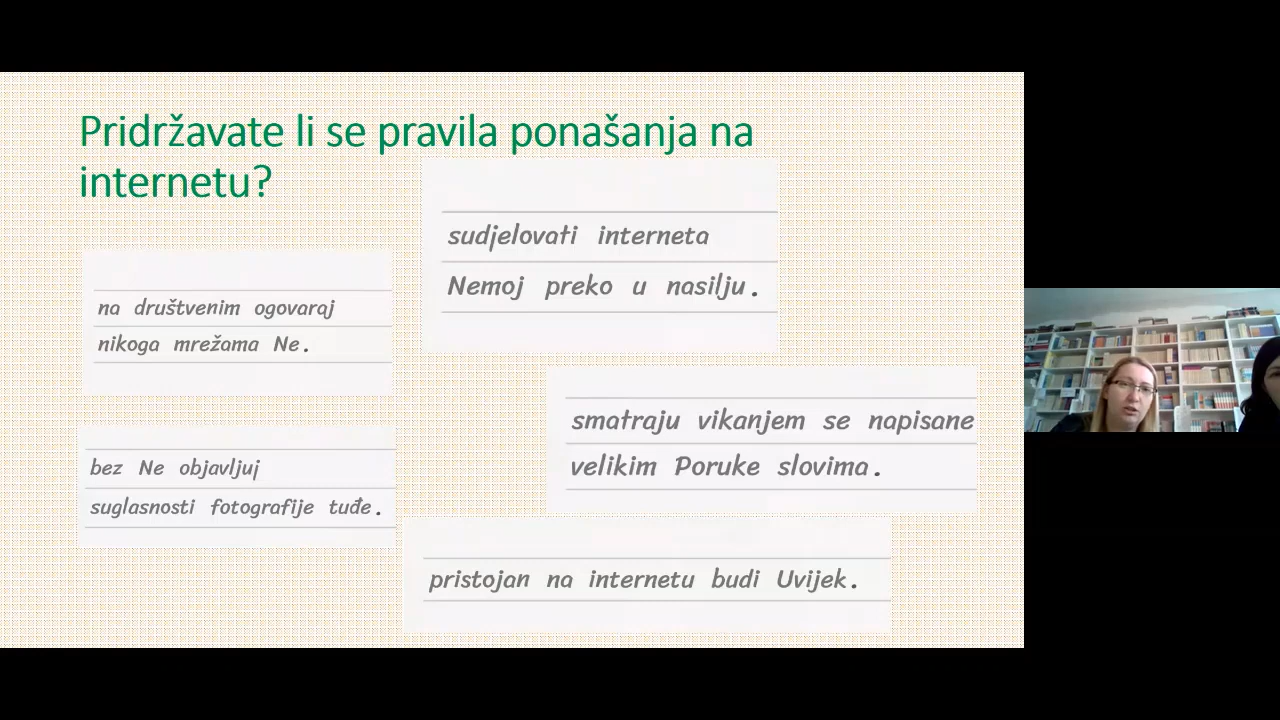 Pridržavate li se pravila ponašanja na
internetu?
sudjelovati interneta
Nemoj preko u nasilju.
na društvenim ogovaraj
nikoga mrežama Ne.
smatraju vikanjem se napisane
velikim Poruke slovima.
bez Ne objavljuj
suglasnosti fotografije tuđe.
pristojan na internetu budi Uvijek.